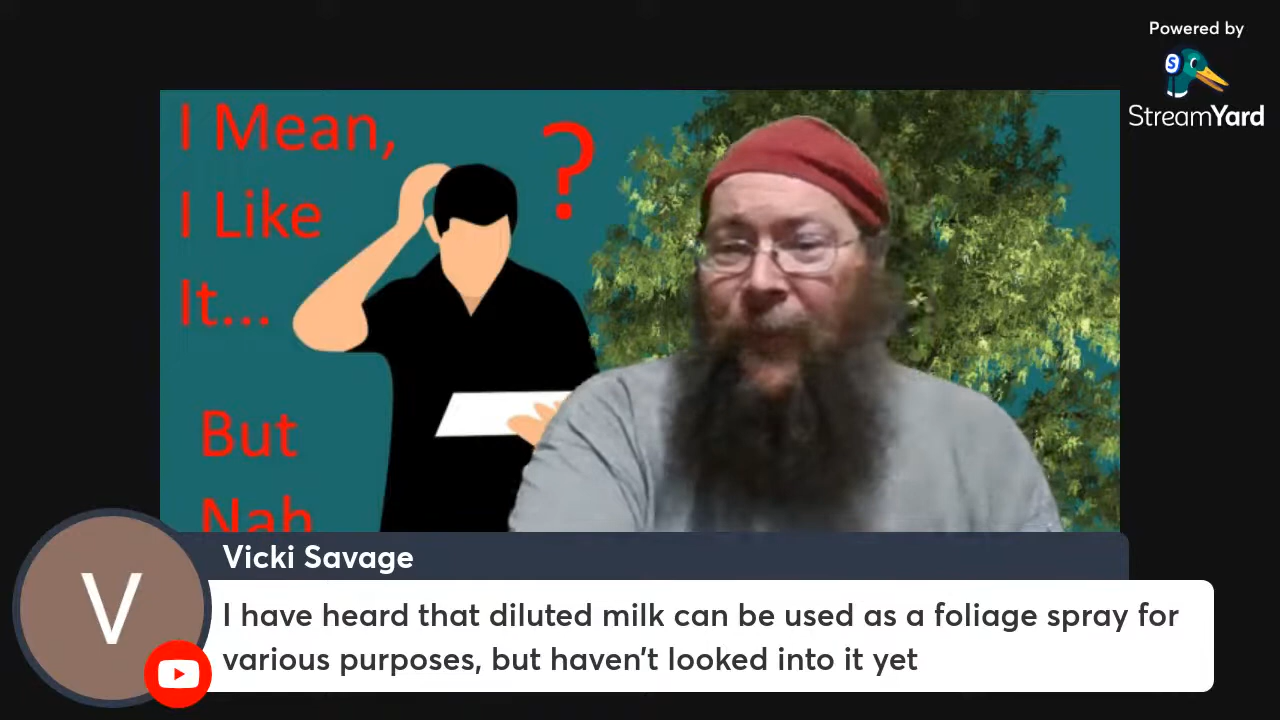 Powered by
StreamYard
I Mean,
I Like
It...
But
Nah
?
S
V
Vicki Savage
I have heard that diluted milk can be used as a foliage spray for
various purposes, but haven't looked into it yet